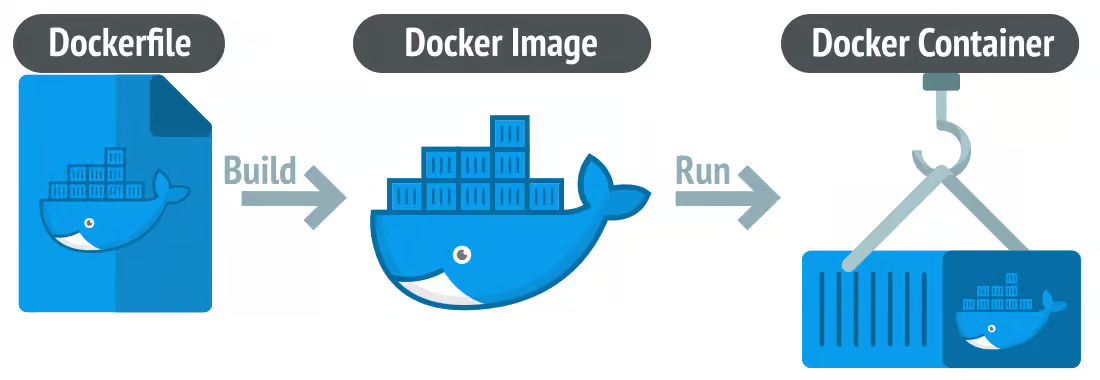 Dockerfile
Docker Image
Docker Container
Build
Run